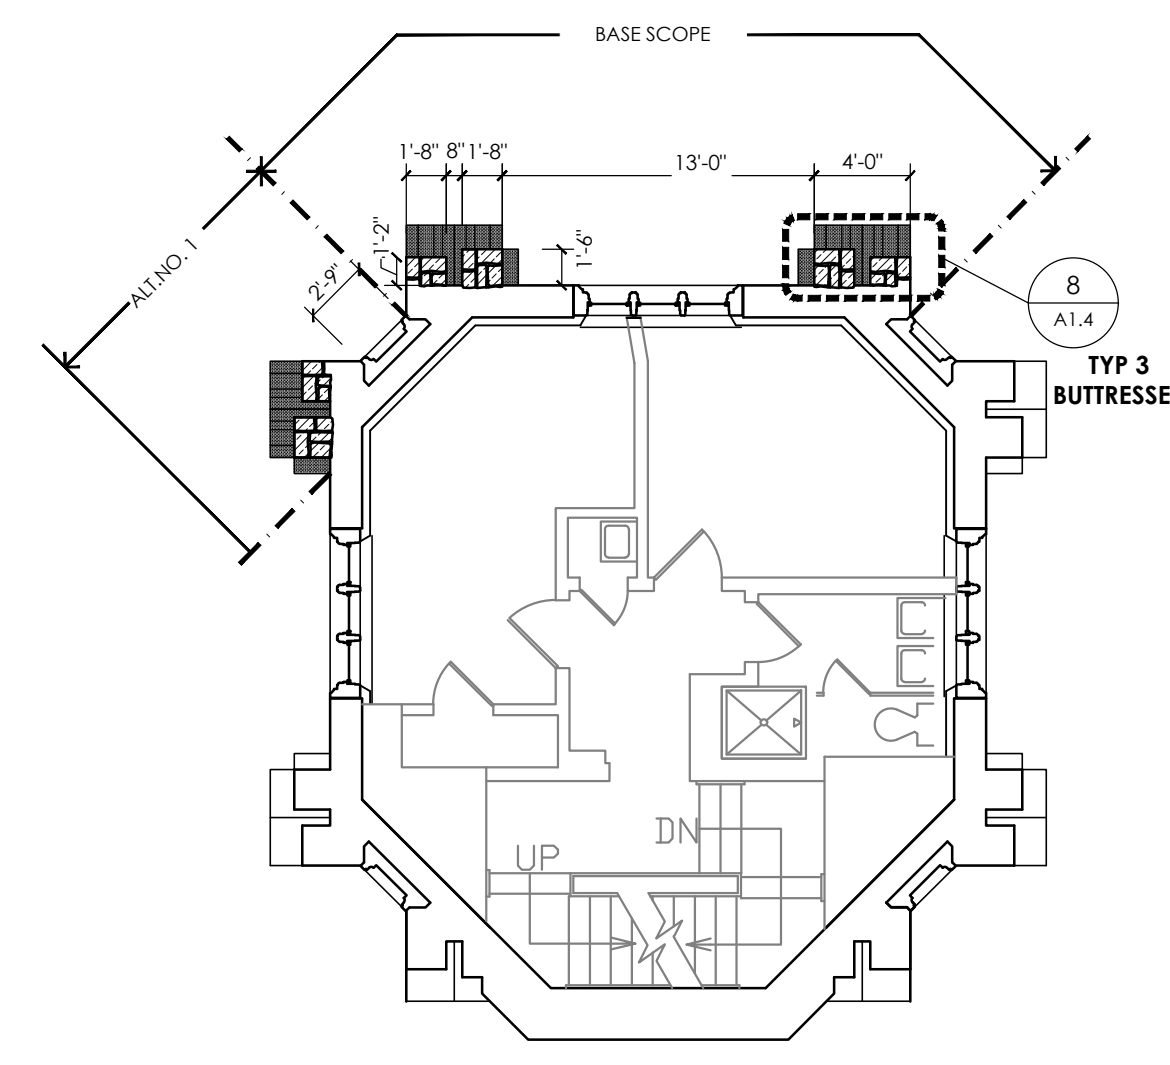 BASE SCOPE
1'-8" 8" 1'-8" 13'-0" 4'-0"
1'-2"
1'-6"
2'-9"
ALT.NO. 1
8
A1.4
TYP 3
BUTTRESSE
DN
UP